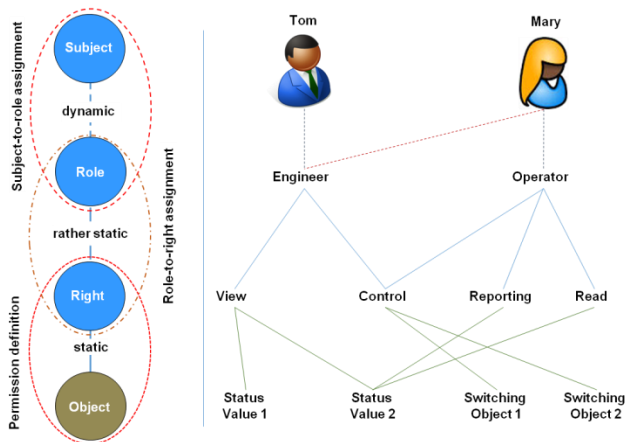 Subject-to-role assignment
Subject
dynamic
Role
rather static
Role-to-right assignment
Right
Permission definition
static
Object
Tom
Mary
Engineer
Operator
View
Control
Reporting
Read
Status
Value 1
Status
Value 2
Switching
Object 1
Switching
Object 2